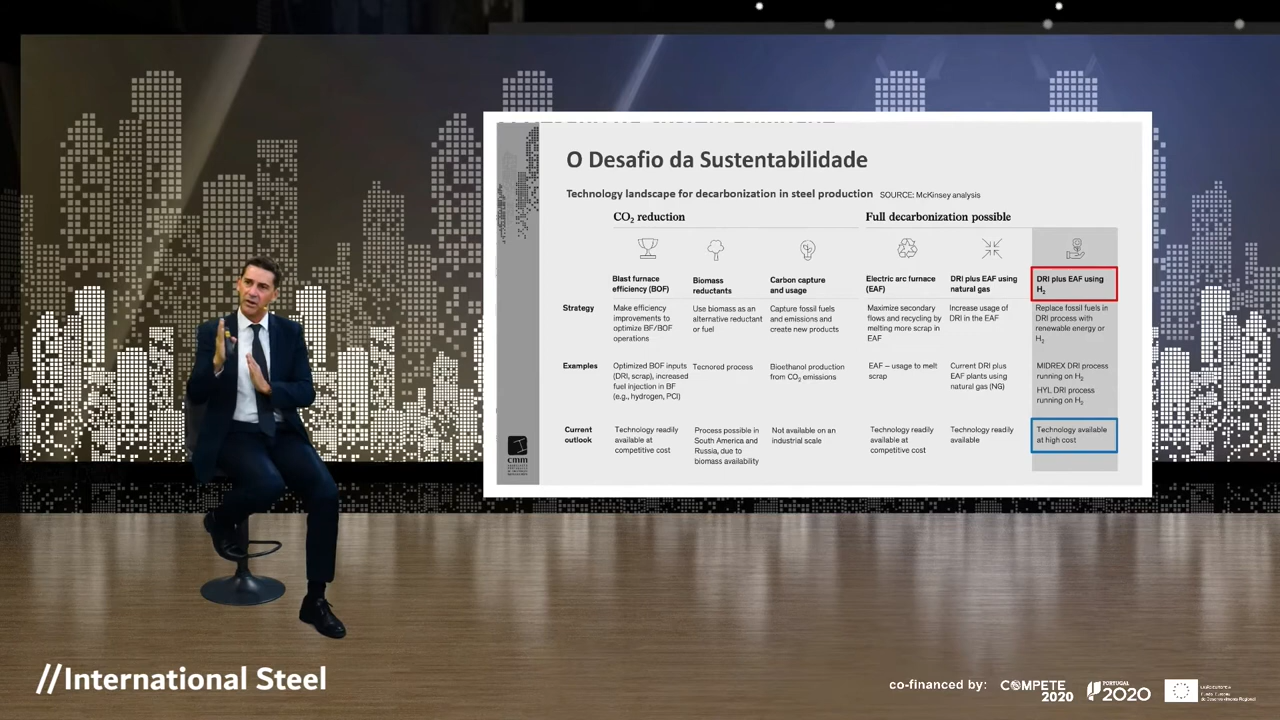 O Desafio da Sustentabilidade
Technology landscape for decarbonization in steel production SOURCE: McKinsey analysis
CO₂ reduction
Full decarbonization possible
Blast furnace
efficiency (BOF)
Biomass
reductants
Carbon capture
and usage
Electric arc furnace
(EAF)
DRI plus EAF using
natural gas
DRI plus EAF using
H₂
Strategy
Make efficiency
improvements to
optimize BF/BOF
operations
Use biomass as an
alternative reductant
or fuel
Capture fossil fuels
and emissions and
create new products
Maximize secondary
flows and recycling by
melting more scrap in
EAF
Increase usage of
DRI in the EAF
Replace fossil fuels in
DRI process with
renewable energy or
H₂
Examples
Optimized BOF inputs
(DRI, scrap), increased
fuel injection in BF
(e.g., hydrogen, PCI)
Tecnored process
Bioethanol production
from CO₂ emissions
EAF – usage to melt
scrap
Current DRI plus
EAF plants using
natural gas (NG)
MIDREX DRI process
running on H₂
HYL DRI process
running on H₂
Current
outlook
Technology readily
available at
competitive cost
Process possible in
South America and
Russia, due to
biomass availability
Not available on an
industrial scale
Technology readily
available at
competitive cost
Technology readily
available
Technology available
at high cost
cmm
//International Steel
co-financed by:
COMPETE
2020
PORTUGAL
2020
UNIÃO EUROPEIA
Fundo Europeu
de Desenvolvimento Regional